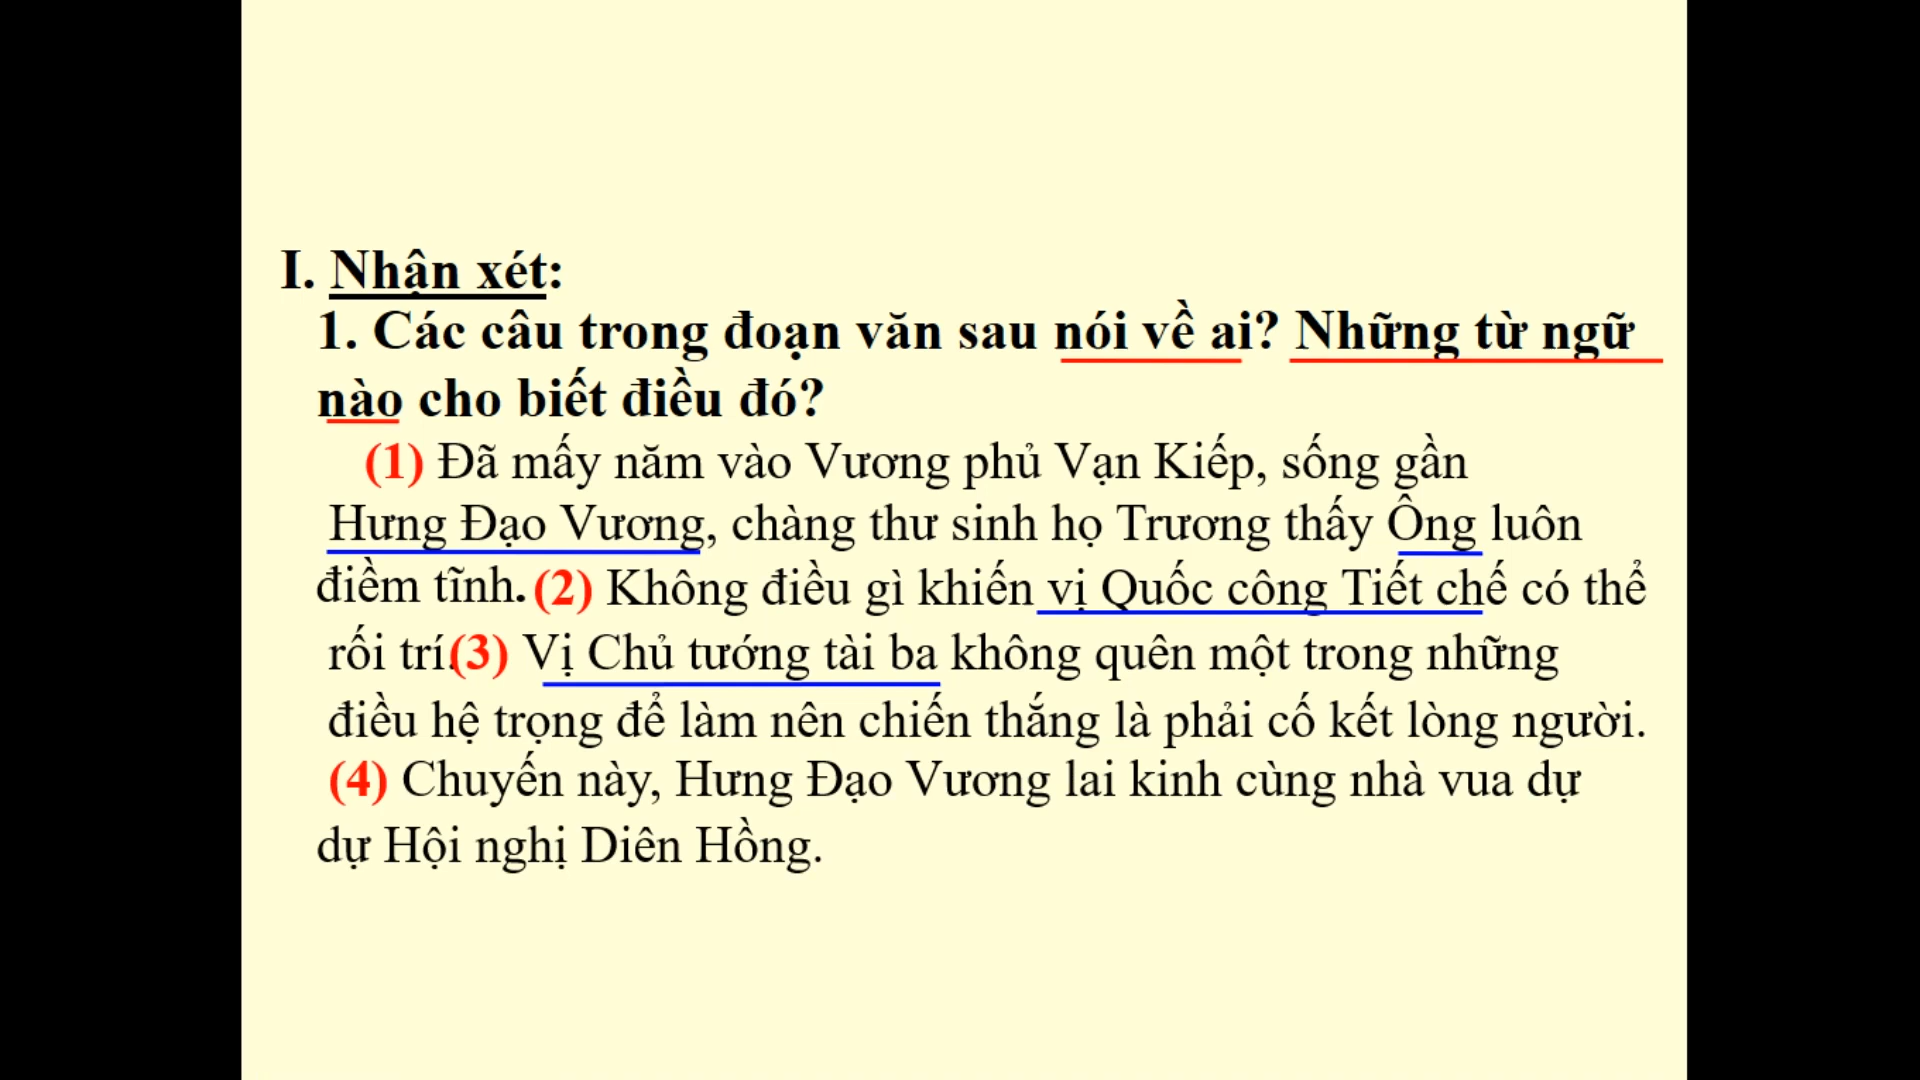 I. Nhận xét:
1. Các câu trong đoạn văn sau nói về ai? Những từ ngữ
nào cho biết điều đó?
(1) Đã mấy năm vào Vương phủ Vạn Kiếp, sống gần
Hưng Đạo Vương, chàng thư sinh họ Trương thấy Ông luôn
điềm tĩnh. (2) Không điều gì khiến vị Quốc công Tiết chế có thể
rối trí.(3) Vị Chủ tướng tài ba không quên một trong những
điều hệ trọng để làm nên chiến thắng là phải cố kết lòng người.
(4) Chuyến này, Hưng Đạo Vương lai kinh cùng nhà vua dự
dự Hội nghị Diên Hồng.